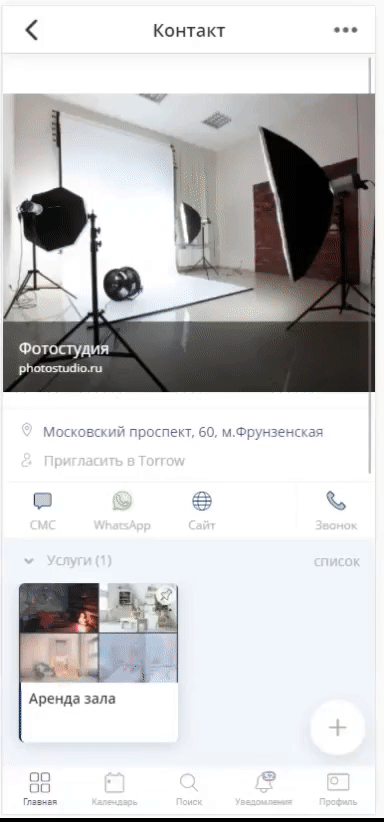 Контакт
Фотостудия
photostudio.ru
Московский проспект, 60, м.Фрунзенская
Пригласить в Torrow
СМС
WhatsApp
Сайт
Звонок
Услуги (1)
список
Аренда зала
Главная
Календарь
Поиск
Уведомления
Профиль